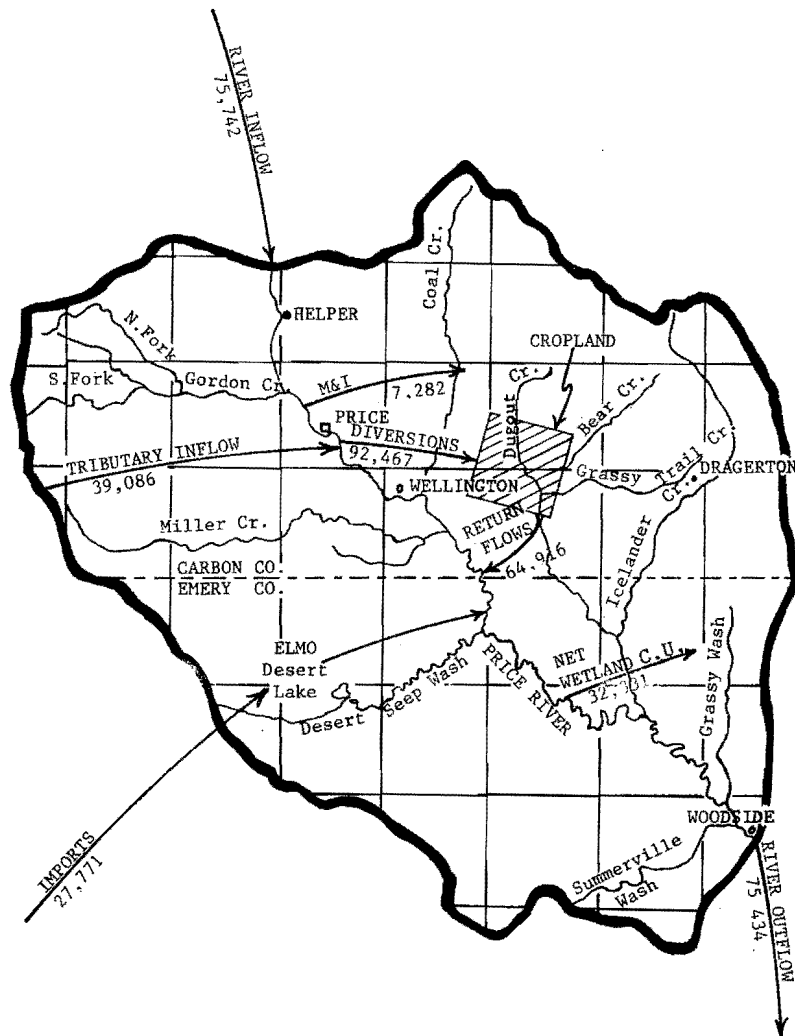 RIVER INFLOW
75,742
HELPER
Coal Cr.
N.Fork
S.Fork
Gordon Cr.
M&I
7.282
CROPLAND
Dugout Cr.
Bear Cr.
PRICE
DIVERSIONS
92,467
TRIBUTARY INFLOW
39,086
WELLINGTON
Grassy Trail Cr.
DRAGERTON
Miller Cr.
RETURN
FLOWS
64.946
Icelander Cr.
CARBON CO.
EMERY CO.
ELMO
Desert
Lake
Desert Seep Wash
PRICE RIVER
NET
WETLAND C.U.
Grassy Wash
IMPORTS
27,771
WOODSIDE
Summerville
Wash
RIVER OUTFLOW
75 434